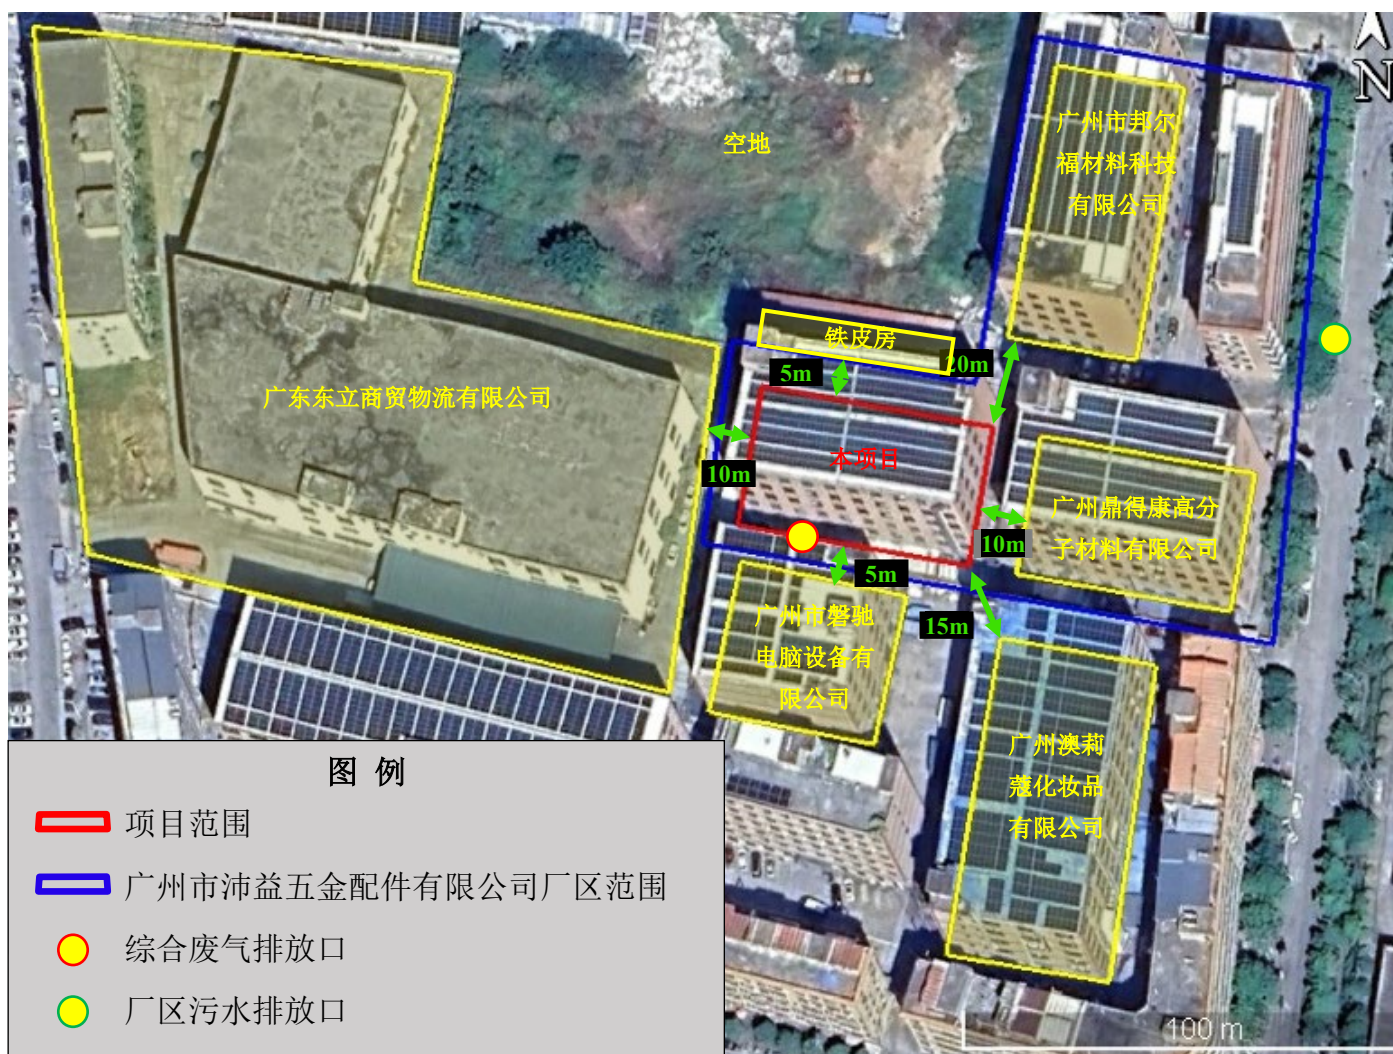 N
空地
广州市邦尔
福材料科技
有限公司
铁皮房
20m
5m
广东东立商贸物流有限公司
本项目
10m
广州鼎得康高分
子材料有限公司
10m
5m
广州市磐驰
电脑设备有
限公司
15m
广州澳莉
蔻化妆品
有限公司
图 例
项目范围
广州市沛益五金配件有限公司厂区范围
综合废气排放口
厂区污水排放口
100 m